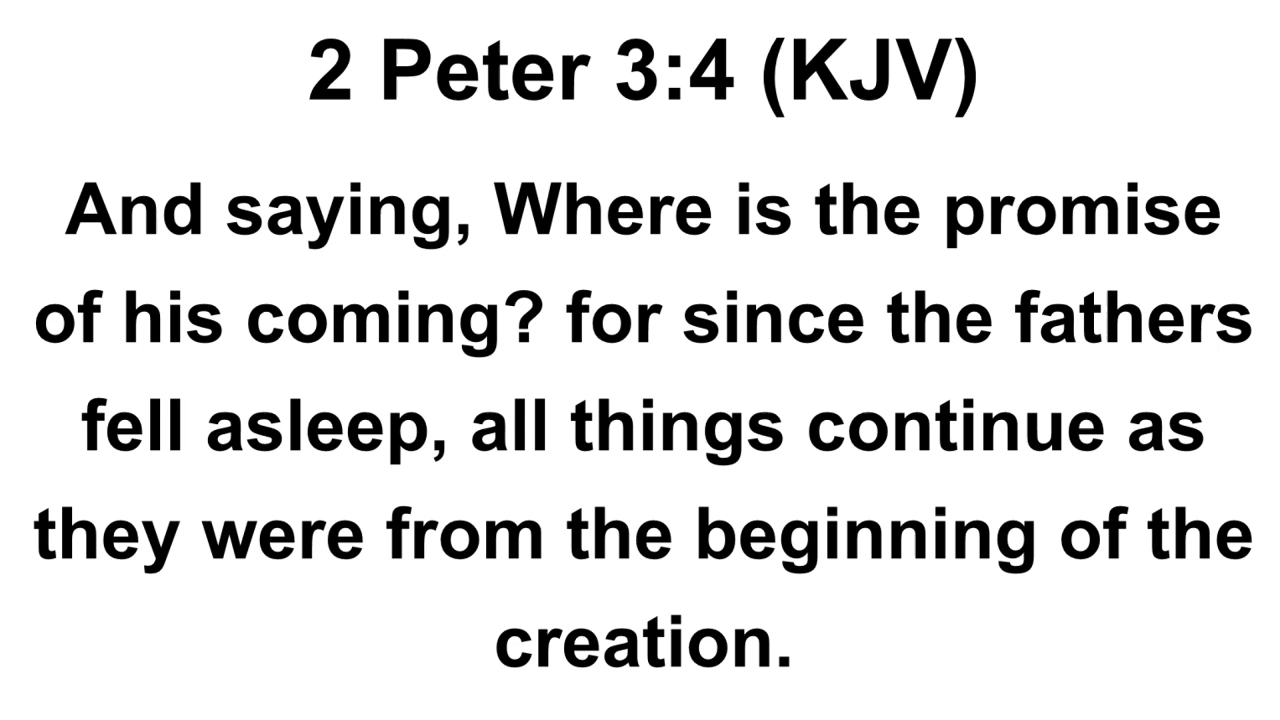 2 Peter 3:4 (KJV)
And saying, Where is the promise
of his coming? for since the fathers
fell asleep, all things continue as
they were from the beginning of the
creation.